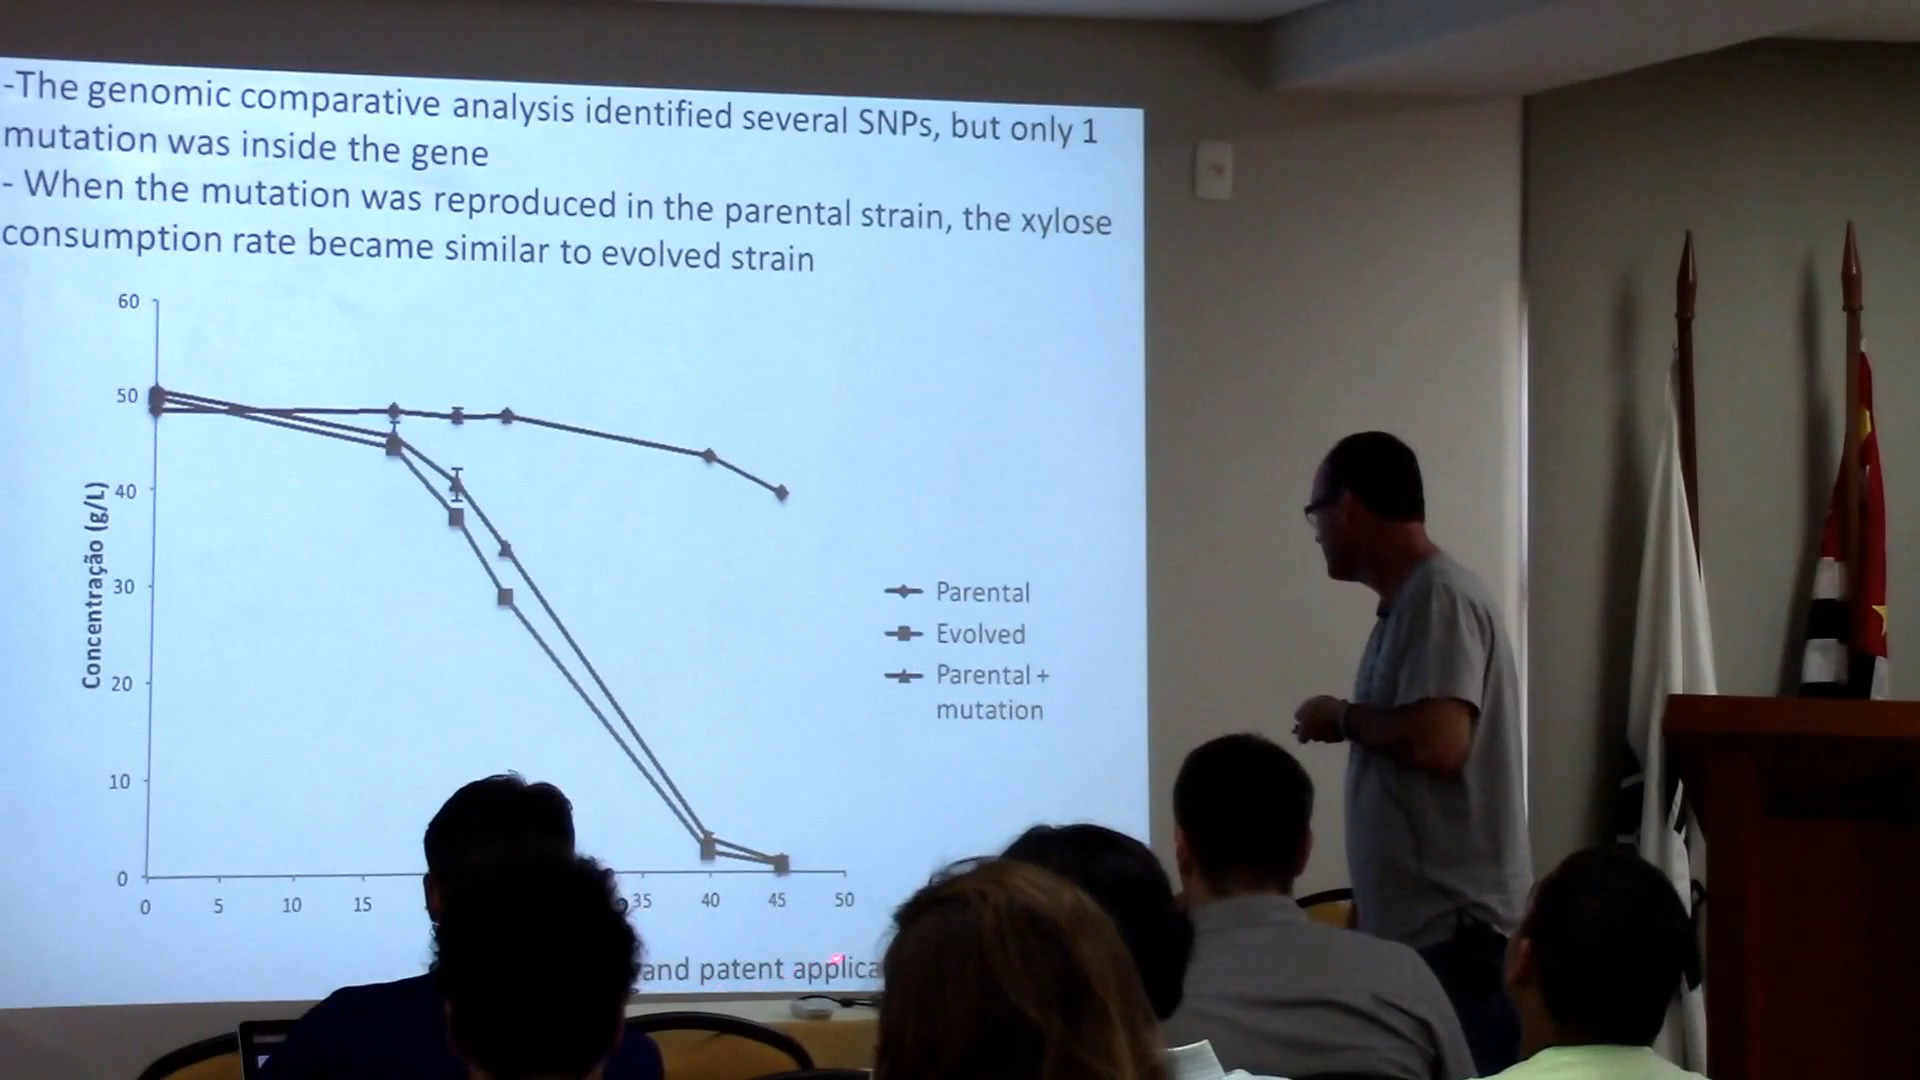 -The genomic comparative analysis identified several SNPs, but only 1
mutation was inside the gene
- When the mutation was reproduced in the parental strain, the xylose
consumption rate became similar to evolved strain
60
50
40
30
20
10
0
Concentração (g/L)
Parental
Evolved
Parental +
mutation
0 5 10 15 35 40 45 50
and patent